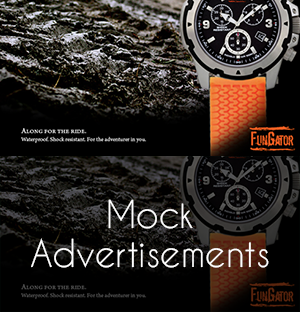 ALONG FOR THE RIDE.
Waterproof. Shock resistant. For the adventurer in you.
FUNGATOR
Mock
Advertisements
FUNGATOR
ALONG FOR THE RIDE.
Waterproof. Shock resistant. For the adventurer in you.